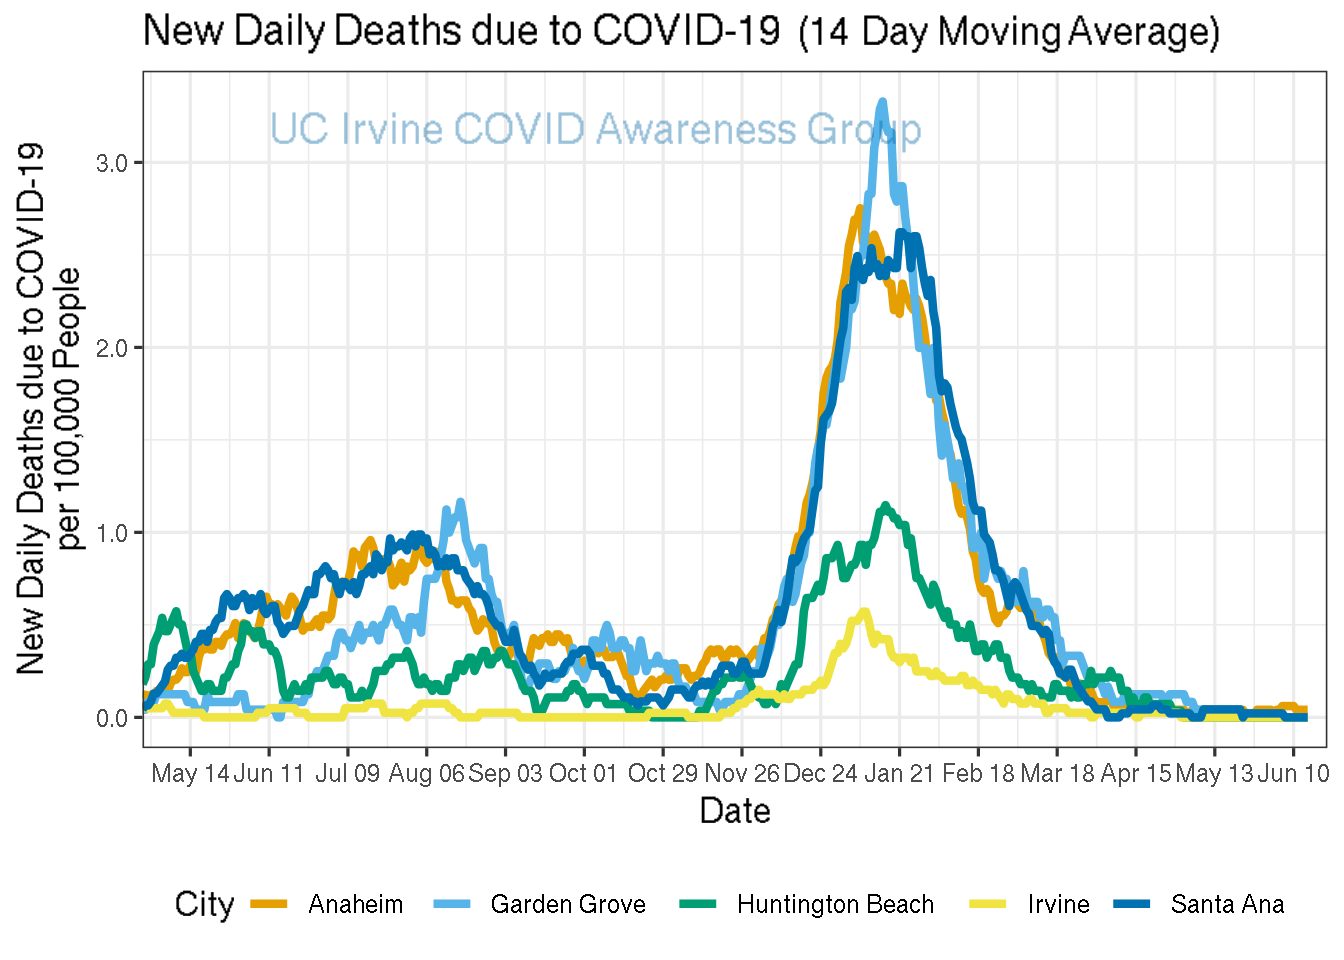 New Daily Deaths due to COVID-19 (14 Day Moving Average)
UC Irvine COVID Awareness Group
New Daily Deaths due to COVID-19
per 100,000 People
3.0
2.0
1.0
0.0
May 14 Jun 11 Jul 09 Aug 06 Sep 03 Oct 01 Oct 29 Nov 26 Dec 24 Jan 21 Feb 18 Mar 18 Apr 15 May 13 Jun 10
Date
City Anaheim Garden Grove Huntington Beach Irvine Santa Ana